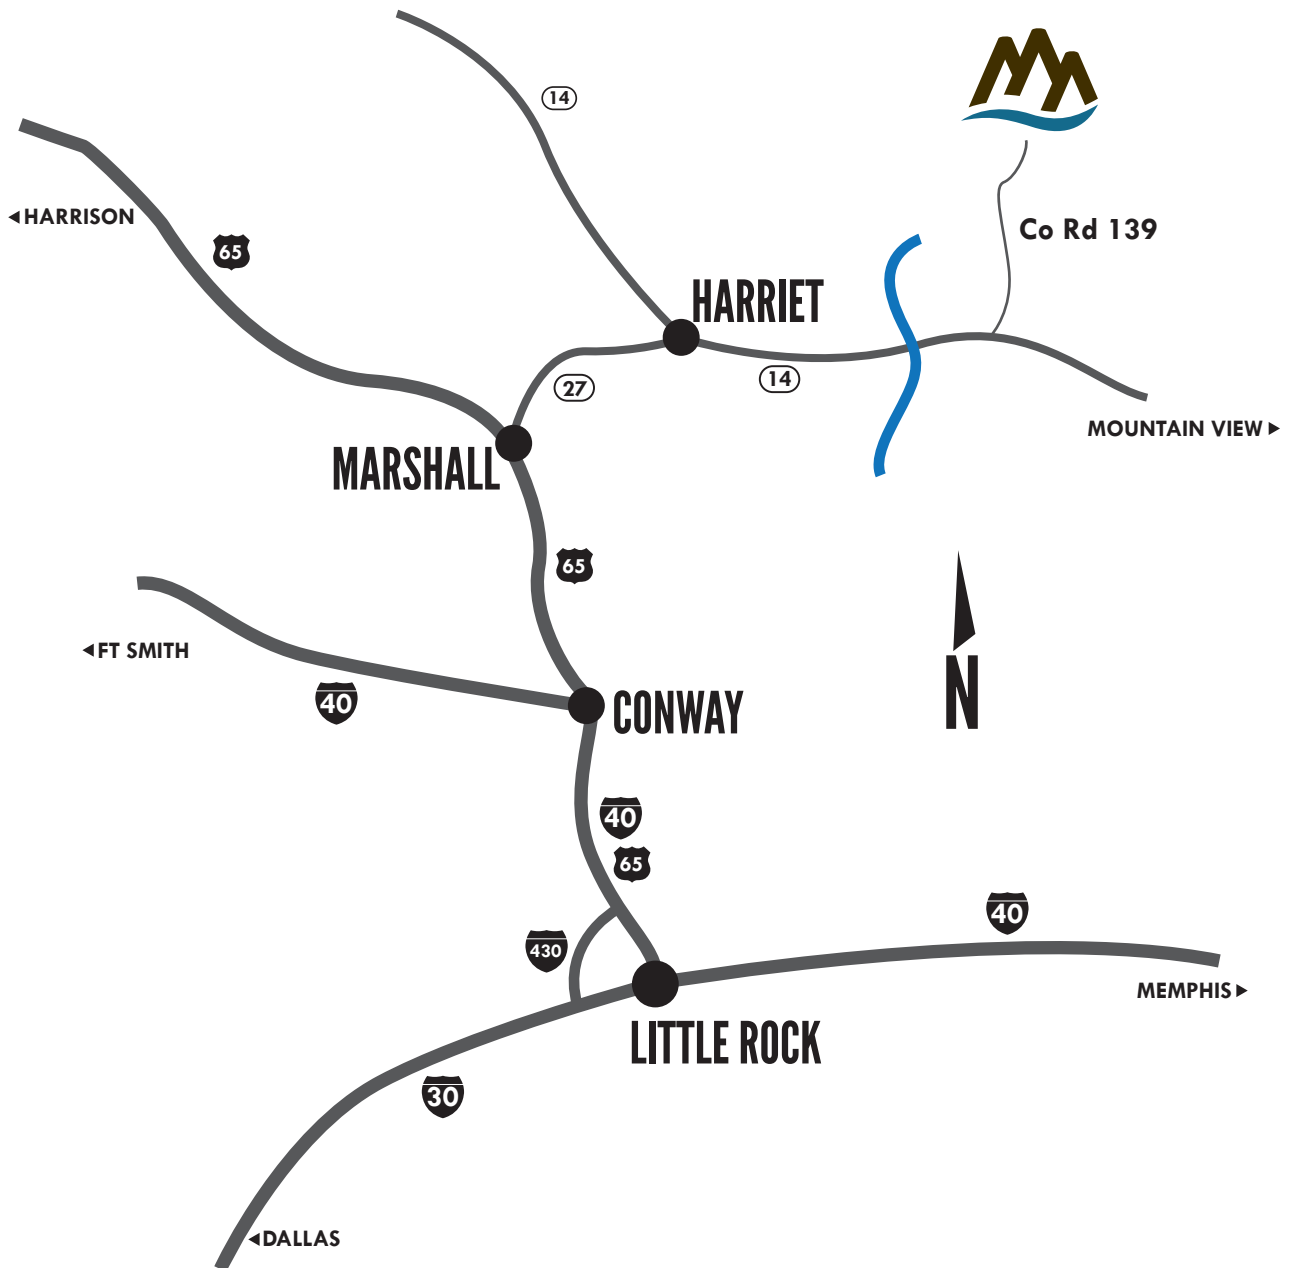 14
HARRISON
65
Co Rd 139
HARRIET
27
14
MOUNTAIN VIEW
MARSHALL
65
FT SMITH
40
CONWAY
N
40
65
40
430
MEMPHIS
LITTLE ROCK
30
DALLAS